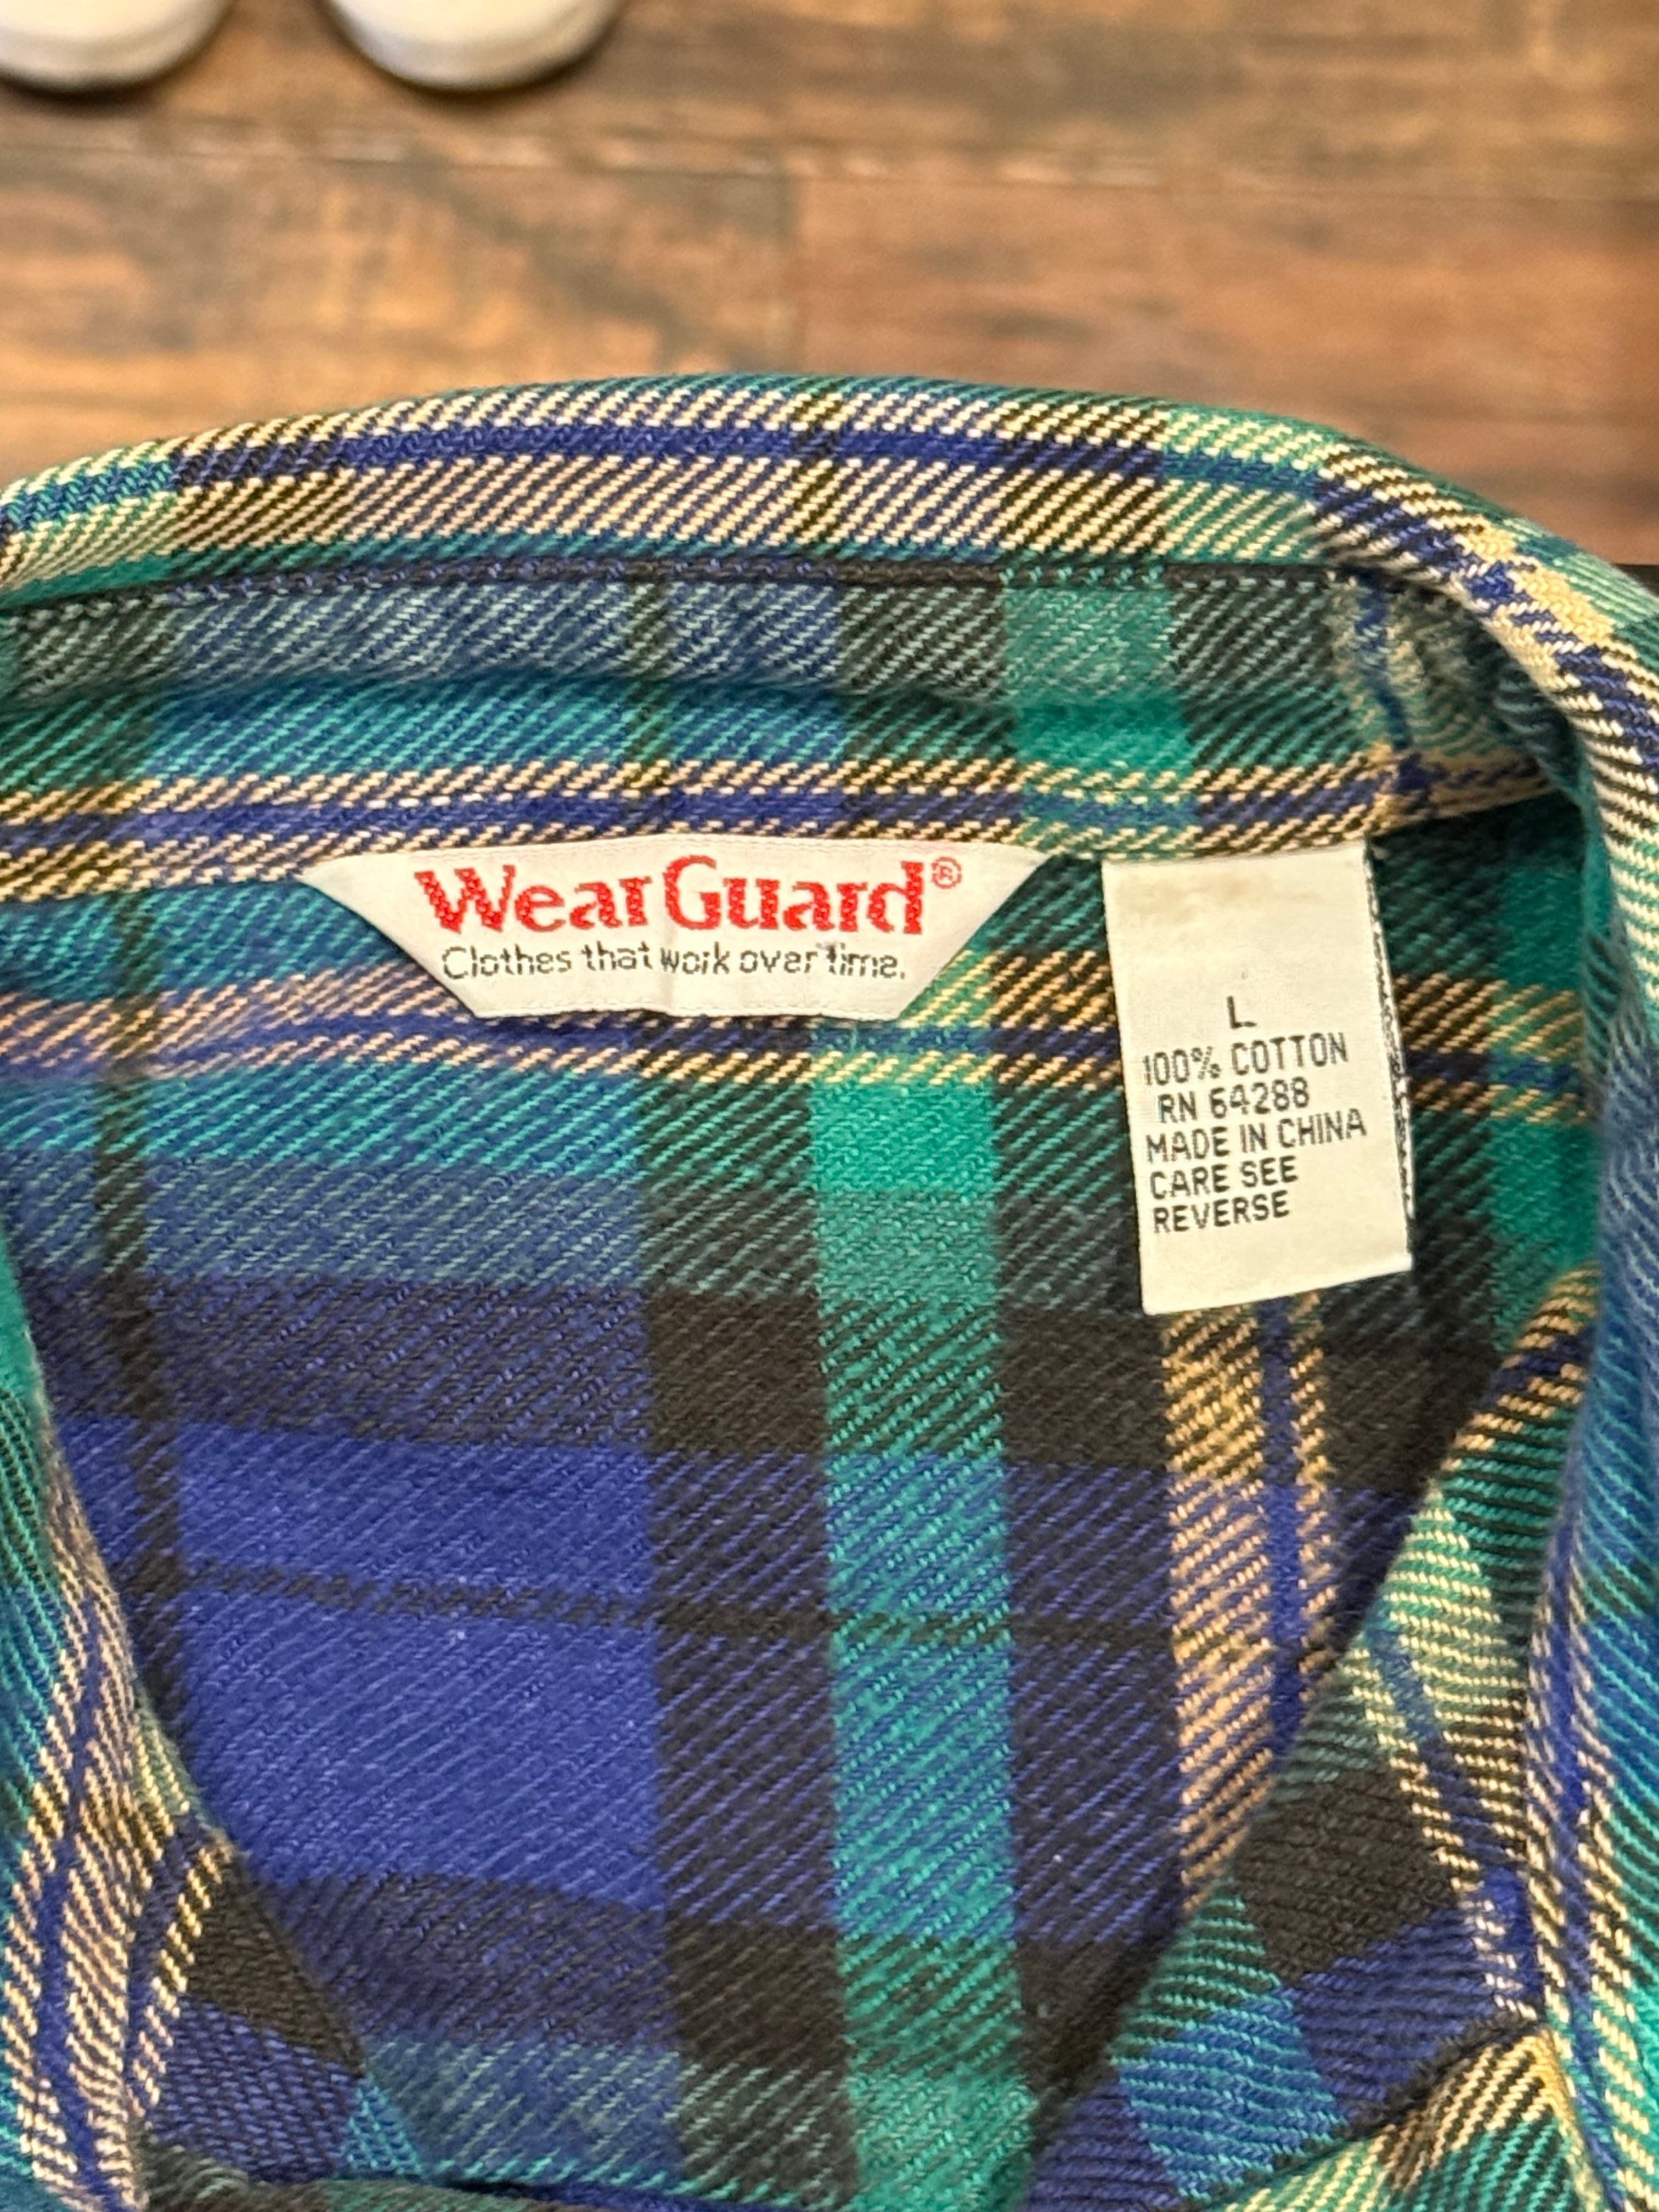 WearGuard®
Clothes that work over time.
L
100% COTTON
RN 64288
MADE IN CHINA
CARE SEE
REVERSE